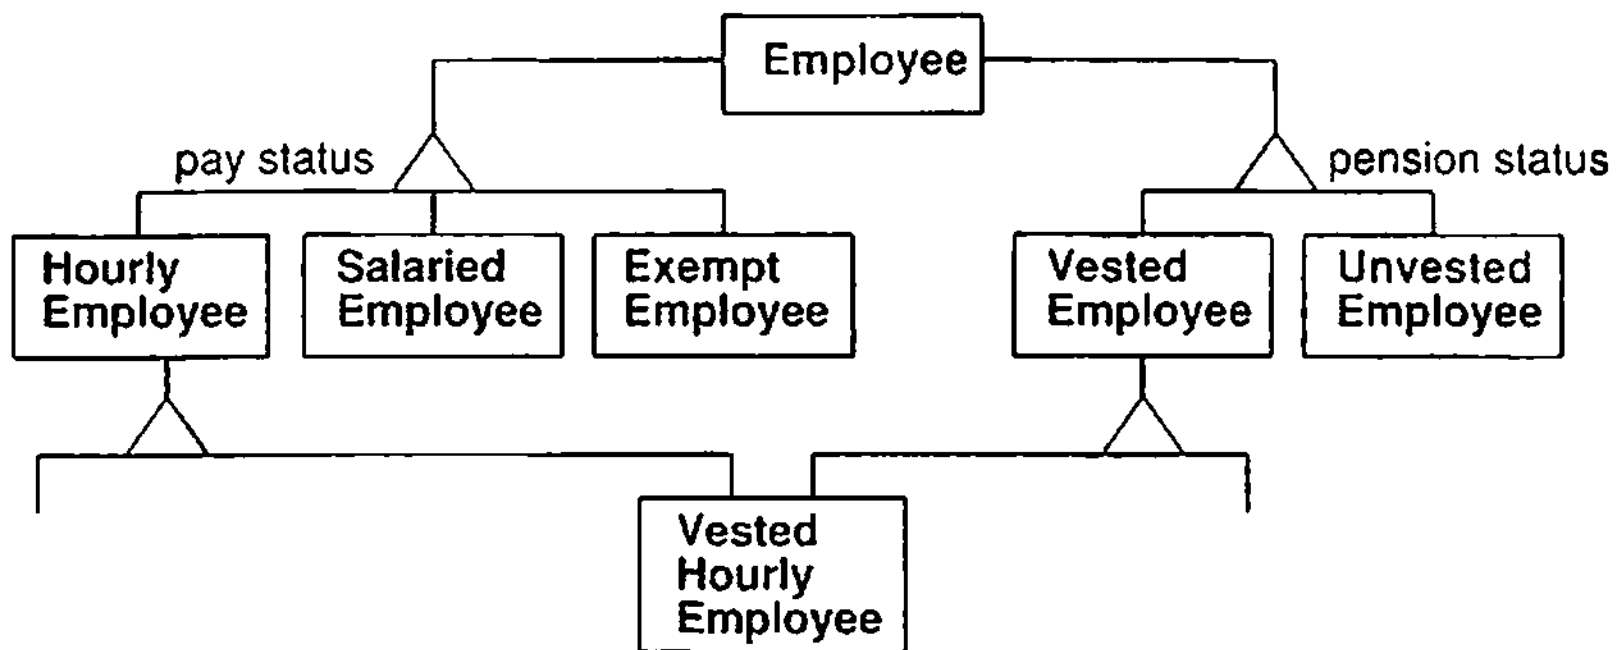 Employee
pay status
pension status
Hourly
Employee
Salaried
Employee
Exempt
Employee
Vested
Employee
Unvested
Employee
Vested
Hourly
Employee